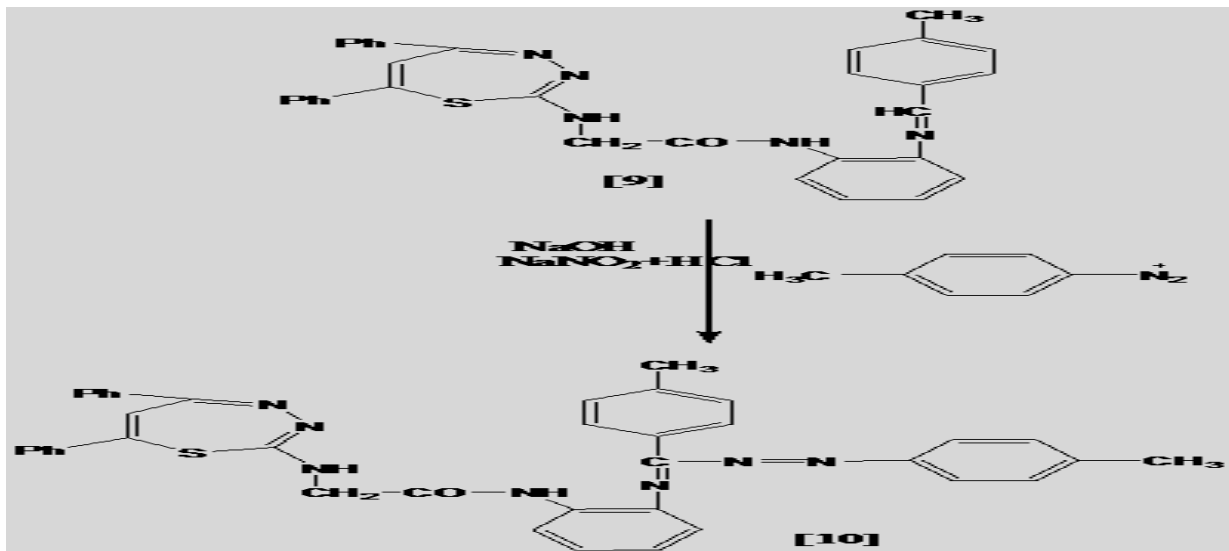 CH₃
Ph
N
N
Ph
S
NH
HC
N
CH₂—CO—NH
[9]
NaOH
NaNO₂+HCl
H₃C
N₂⁺
CH₃
Ph
N
N
Ph
S
NH
C—N=N
CH₃
N
CH₂—CO—NH
[10]